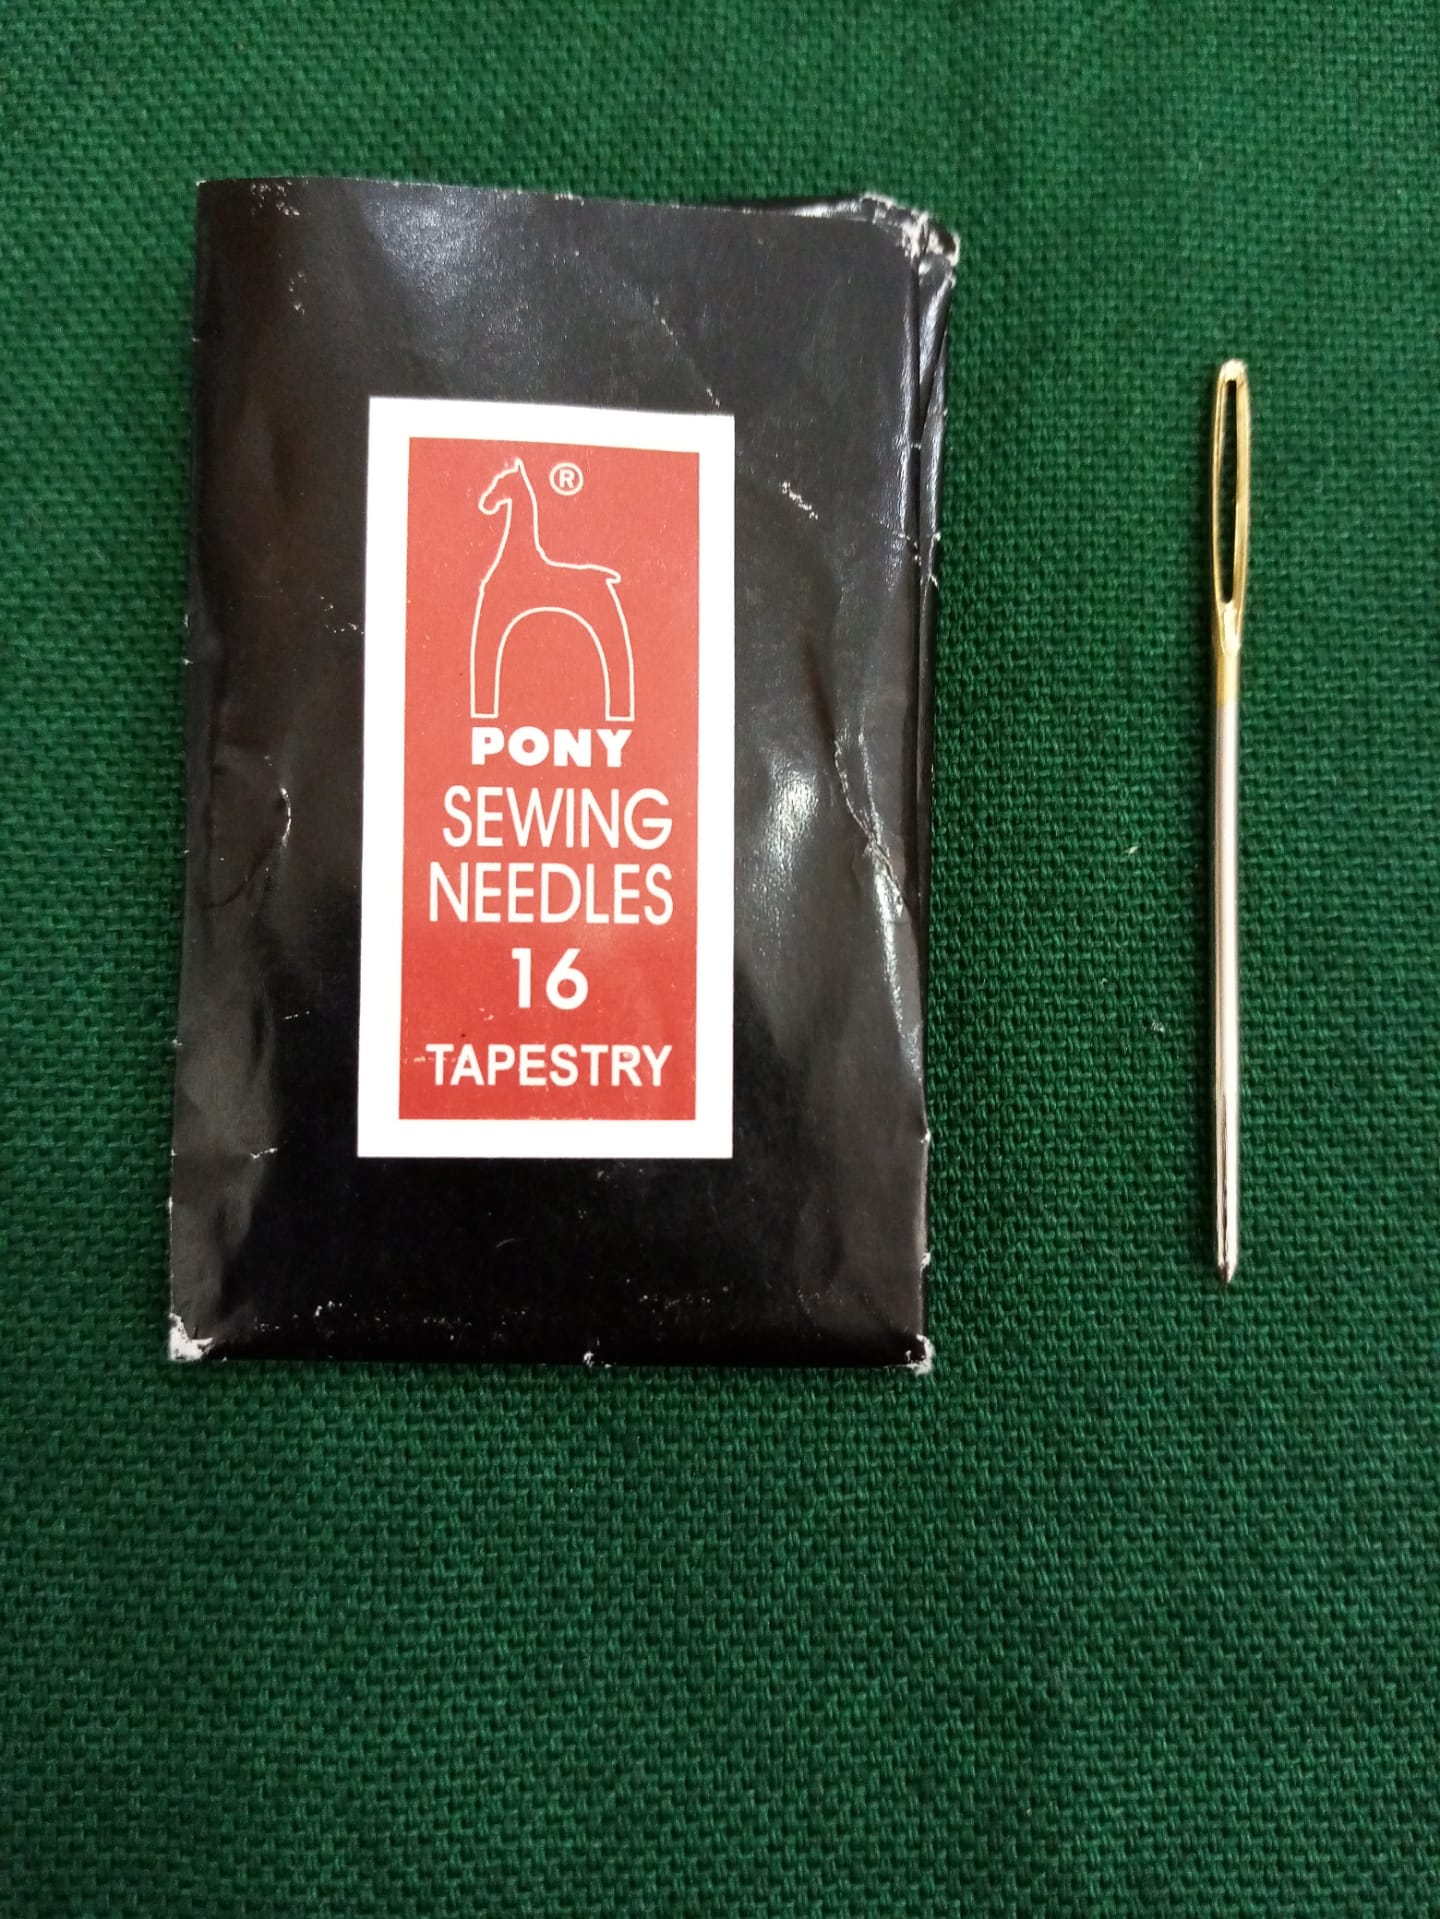 ®
PONY
SEWING
NEEDLES
16
TAPESTRY